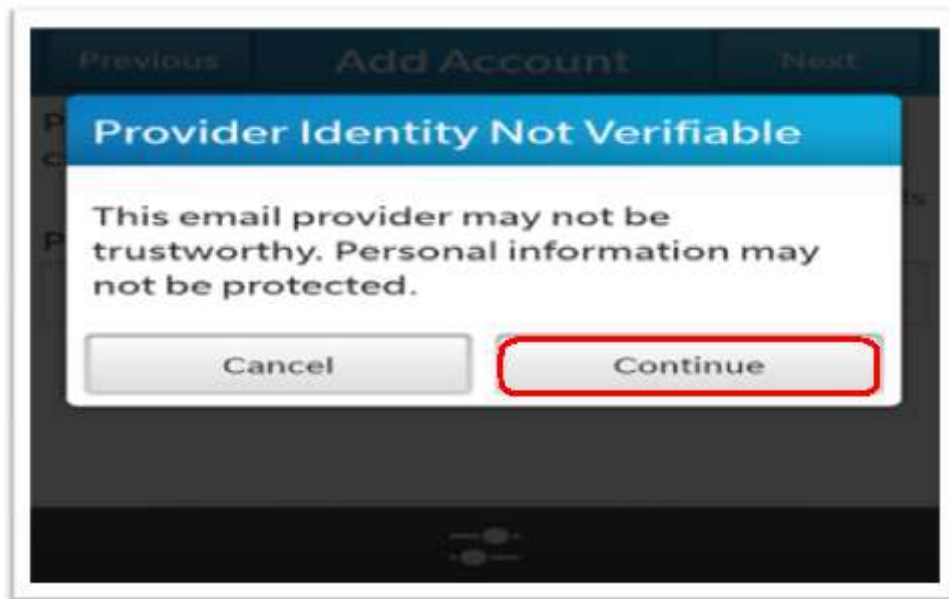 Previous Add Account Next
Provider Identity Not Verifiable
This email provider may not be
trustworthy. Personal information may
not be protected.
Cancel Continue